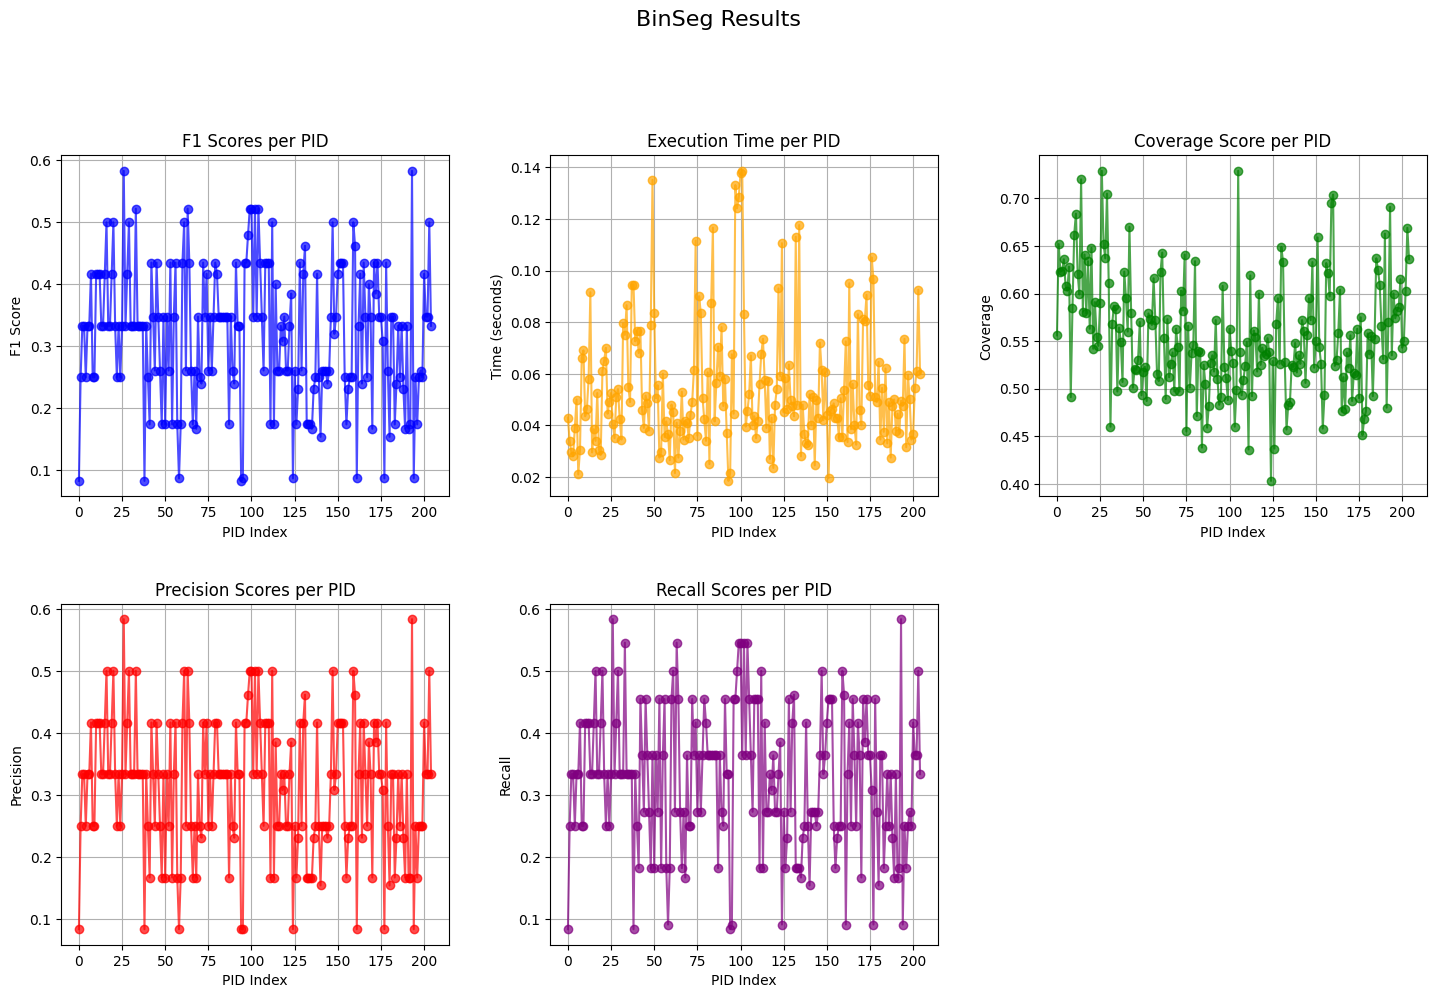 BinSeg Results
F1 Scores per PID
F1 Score
0.6
0.5
0.4
0.3
0.2
0.1
0 25 50 75 100 125 150 175 200
PID Index
Execution Time per PID
Time (seconds)
0.14
0.12
0.10
0.08
0.06
0.04
0.02
0 25 50 75 100 125 150 175 200
PID Index
Coverage Score per PID
Coverage
0.70
0.65
0.60
0.55
0.50
0.45
0.40
0 25 50 75 100 125 150 175 200
PID Index
Precision Scores per PID
Precision
0.6
0.5
0.4
0.3
0.2
0.1
0 25 50 75 100 125 150 175 200
PID Index
Recall Scores per PID
Recall
0.6
0.5
0.4
0.3
0.2
0.1
0 25 50 75 100 125 150 175 200
PID Index